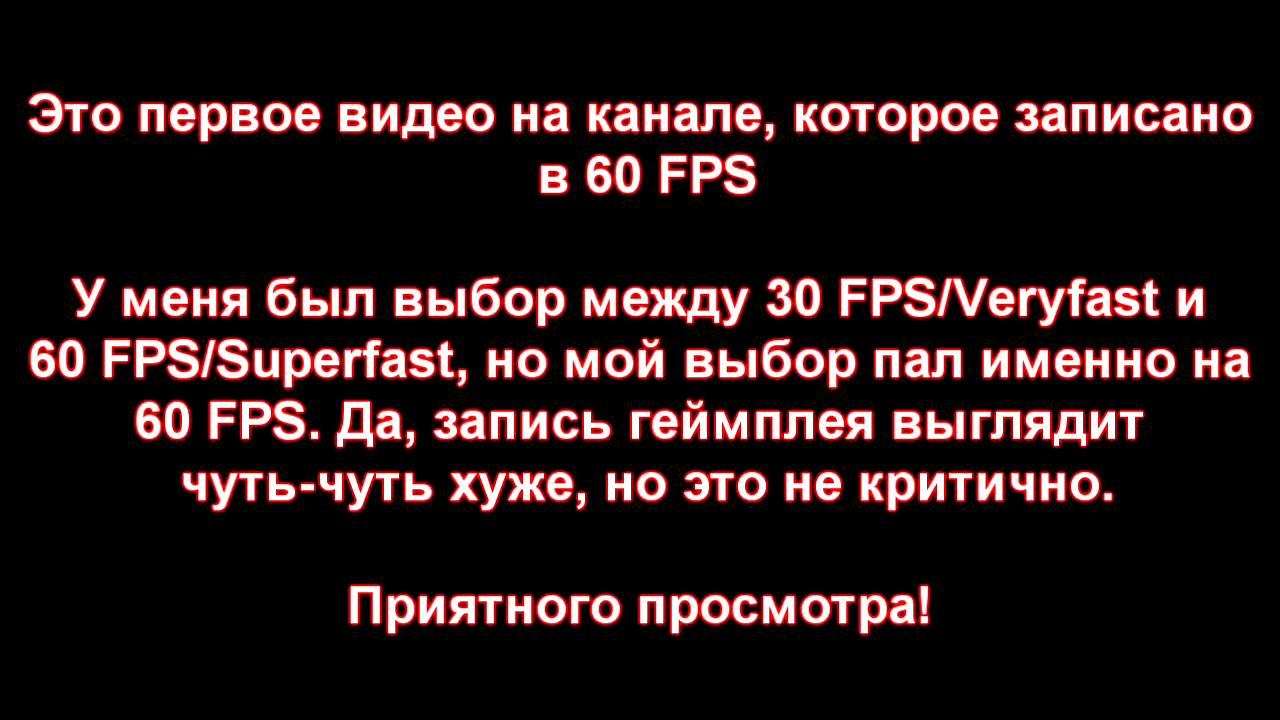 Это первое видео на канале, которое записано
в 60 FPS
У меня был выбор между 30 FPS/Veryfast и
60 FPS/Superfast, но мой выбор пал именно на
60 FPS. Да, запись геймплея выглядит
чуть-чуть хуже, но это не критично.
Приятного просмотра!